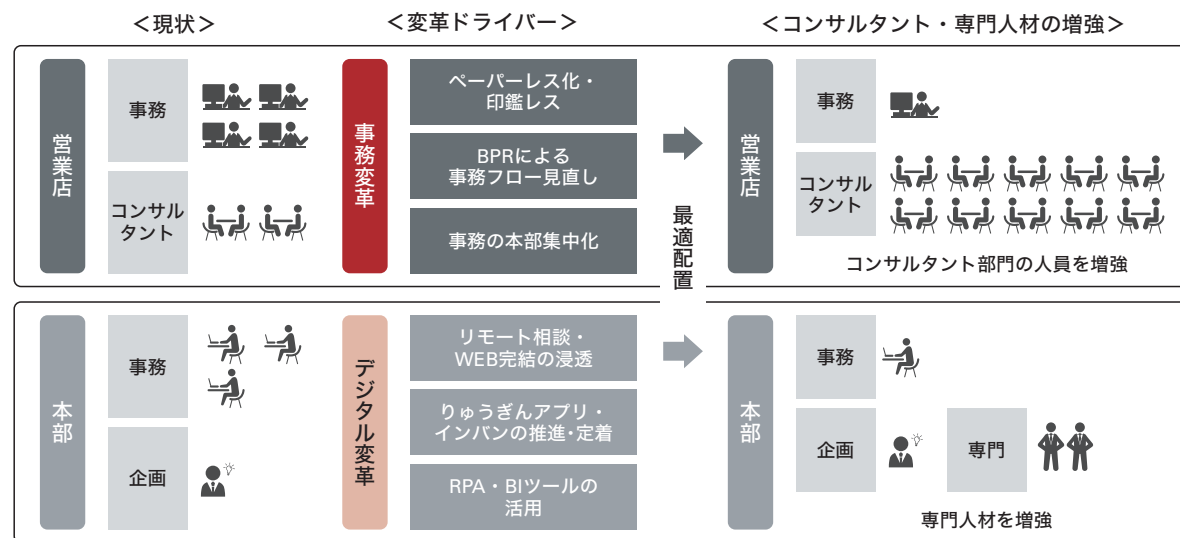 ＜現状＞
＜変革ドライバー＞
＜コンサルタント・専門人材の増強＞
営業店
事務
コンサル
タント
事務変革
ペーパーレス化・
印鑑レス
BPRによる
事務フロー見直し
事務の本部集中化
最適配置
営業店
事務
コンサル
タント
コンサルタント部門の人員を増強
本部
事務
企画
デジタル変革
リモート相談・
WEB完結の浸透
りゅうぎんアプリ・
インバンの推進・定着
RPA・BIツールの
活用
本部
事務
企画
専門
専門人材を増強